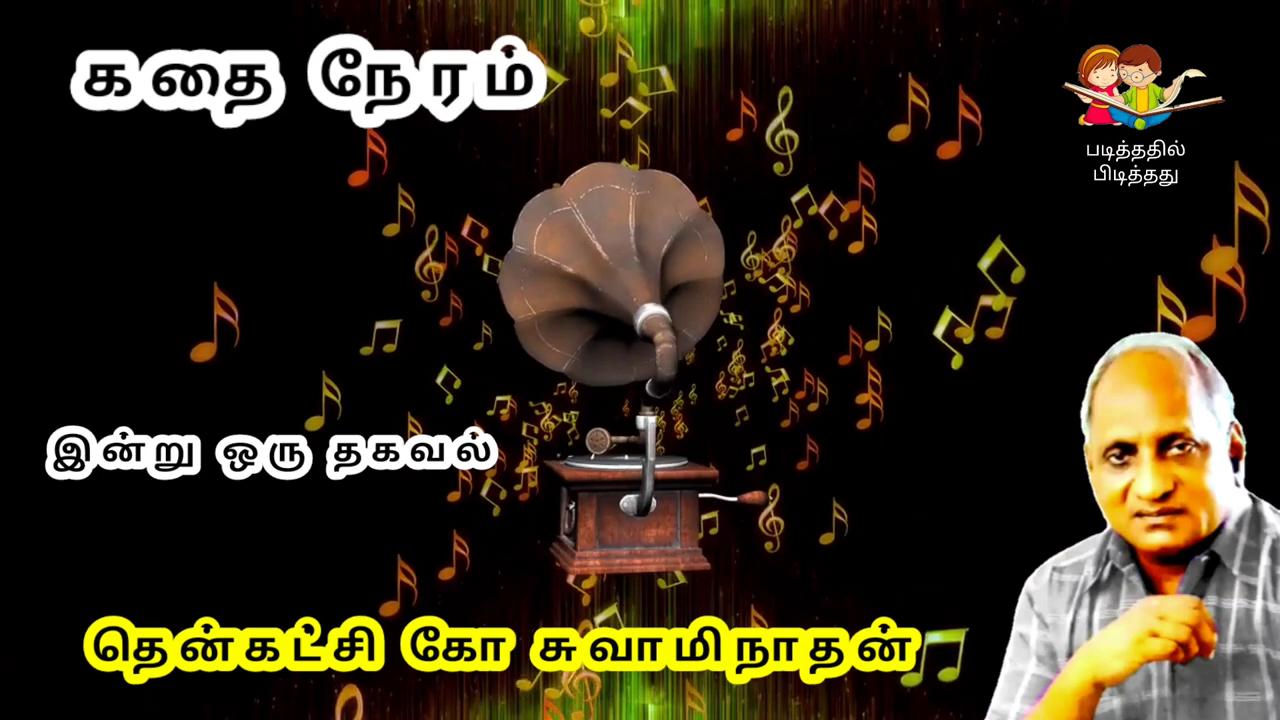 கதை நேரம்
படித்ததில்
பிடித்தது
இன்று ஒரு தகவல்
தென்கட்சி கோ சுவாமிநாதன்